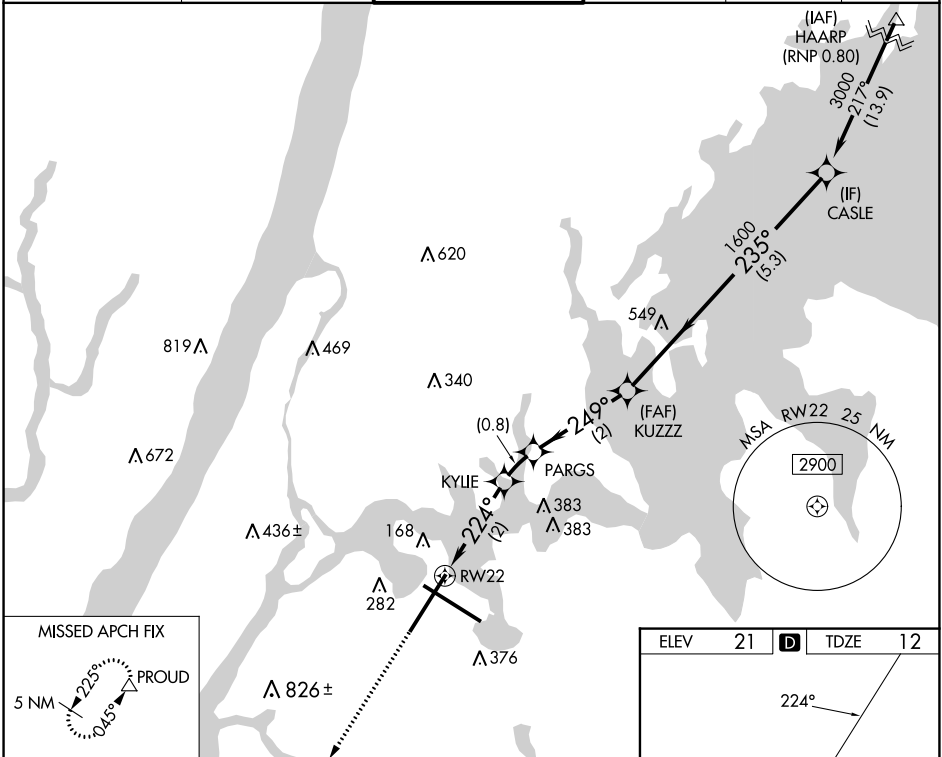 (IAF)
HAARP
(RNP 0.80)
3000
217°
(13.9)
(IF)
CASLE
1600
235°
(5.3)
620
549
819
469
340
(FAF)
KUZZZ
249°
(2)
(0.8)
PARGS
KYLIE
672
MSA RW22 25 NM
2900
383
383
436±
168
224°
(2)
RW22
282
376
826±
MISSED APCH FIX
PROUD
225°
5 NM
045°
ELEV 21 D TDZE 12
224°